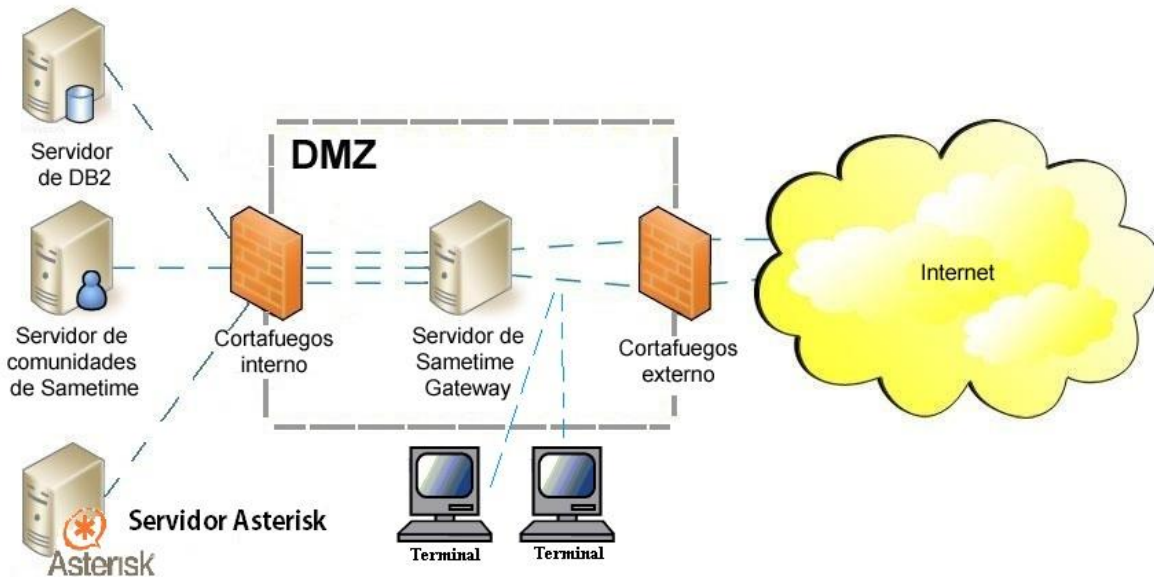 Servidor
de DB2
DMZ
Servidor de
comunidades
de Sametime
Cortafuegos
interno
Servidor de
Sametime
Gateway
Cortafuegos
externo
Internet
Servidor Asterisk
Asterisk
Terminal
Terminal